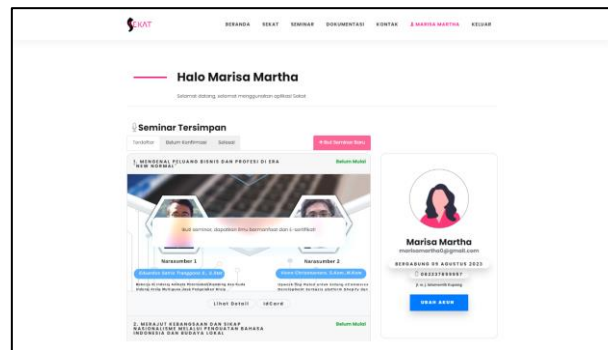 SEKAT
BERANDA SEKAT SEMINAR DOKUMENTASI KONTAK MARISA MARTHA KELUAR
Halo Marisa Martha
Selamat datang, selamat menggunakan aplikasi Sekat
Seminar Tersimpan
Terdaftar Belum Konfirmasi Selesai
Ikut Seminar Baru
1. MENGENAL PELUANG BISNIS DAN PROFESI DI ERA
"NEW NORMAL"
Belum Mulai
Ikuti seminar, dapatkan ilmu bermanfaat dan E-sertifikat
Narasumber 1
Narasumber 2
Lihat Detail IdCard
2. MERAJUT KEBANGSAAN DAN SIKAP
NASIONALISME MELALUI PENGUATAN BAHASA
INDONESIA DAN BUDAYA LOKAL
Belum Mulai
Marisa Martha
BERGABUNG 09 AGUSTUS 2023
UBAH AKUN